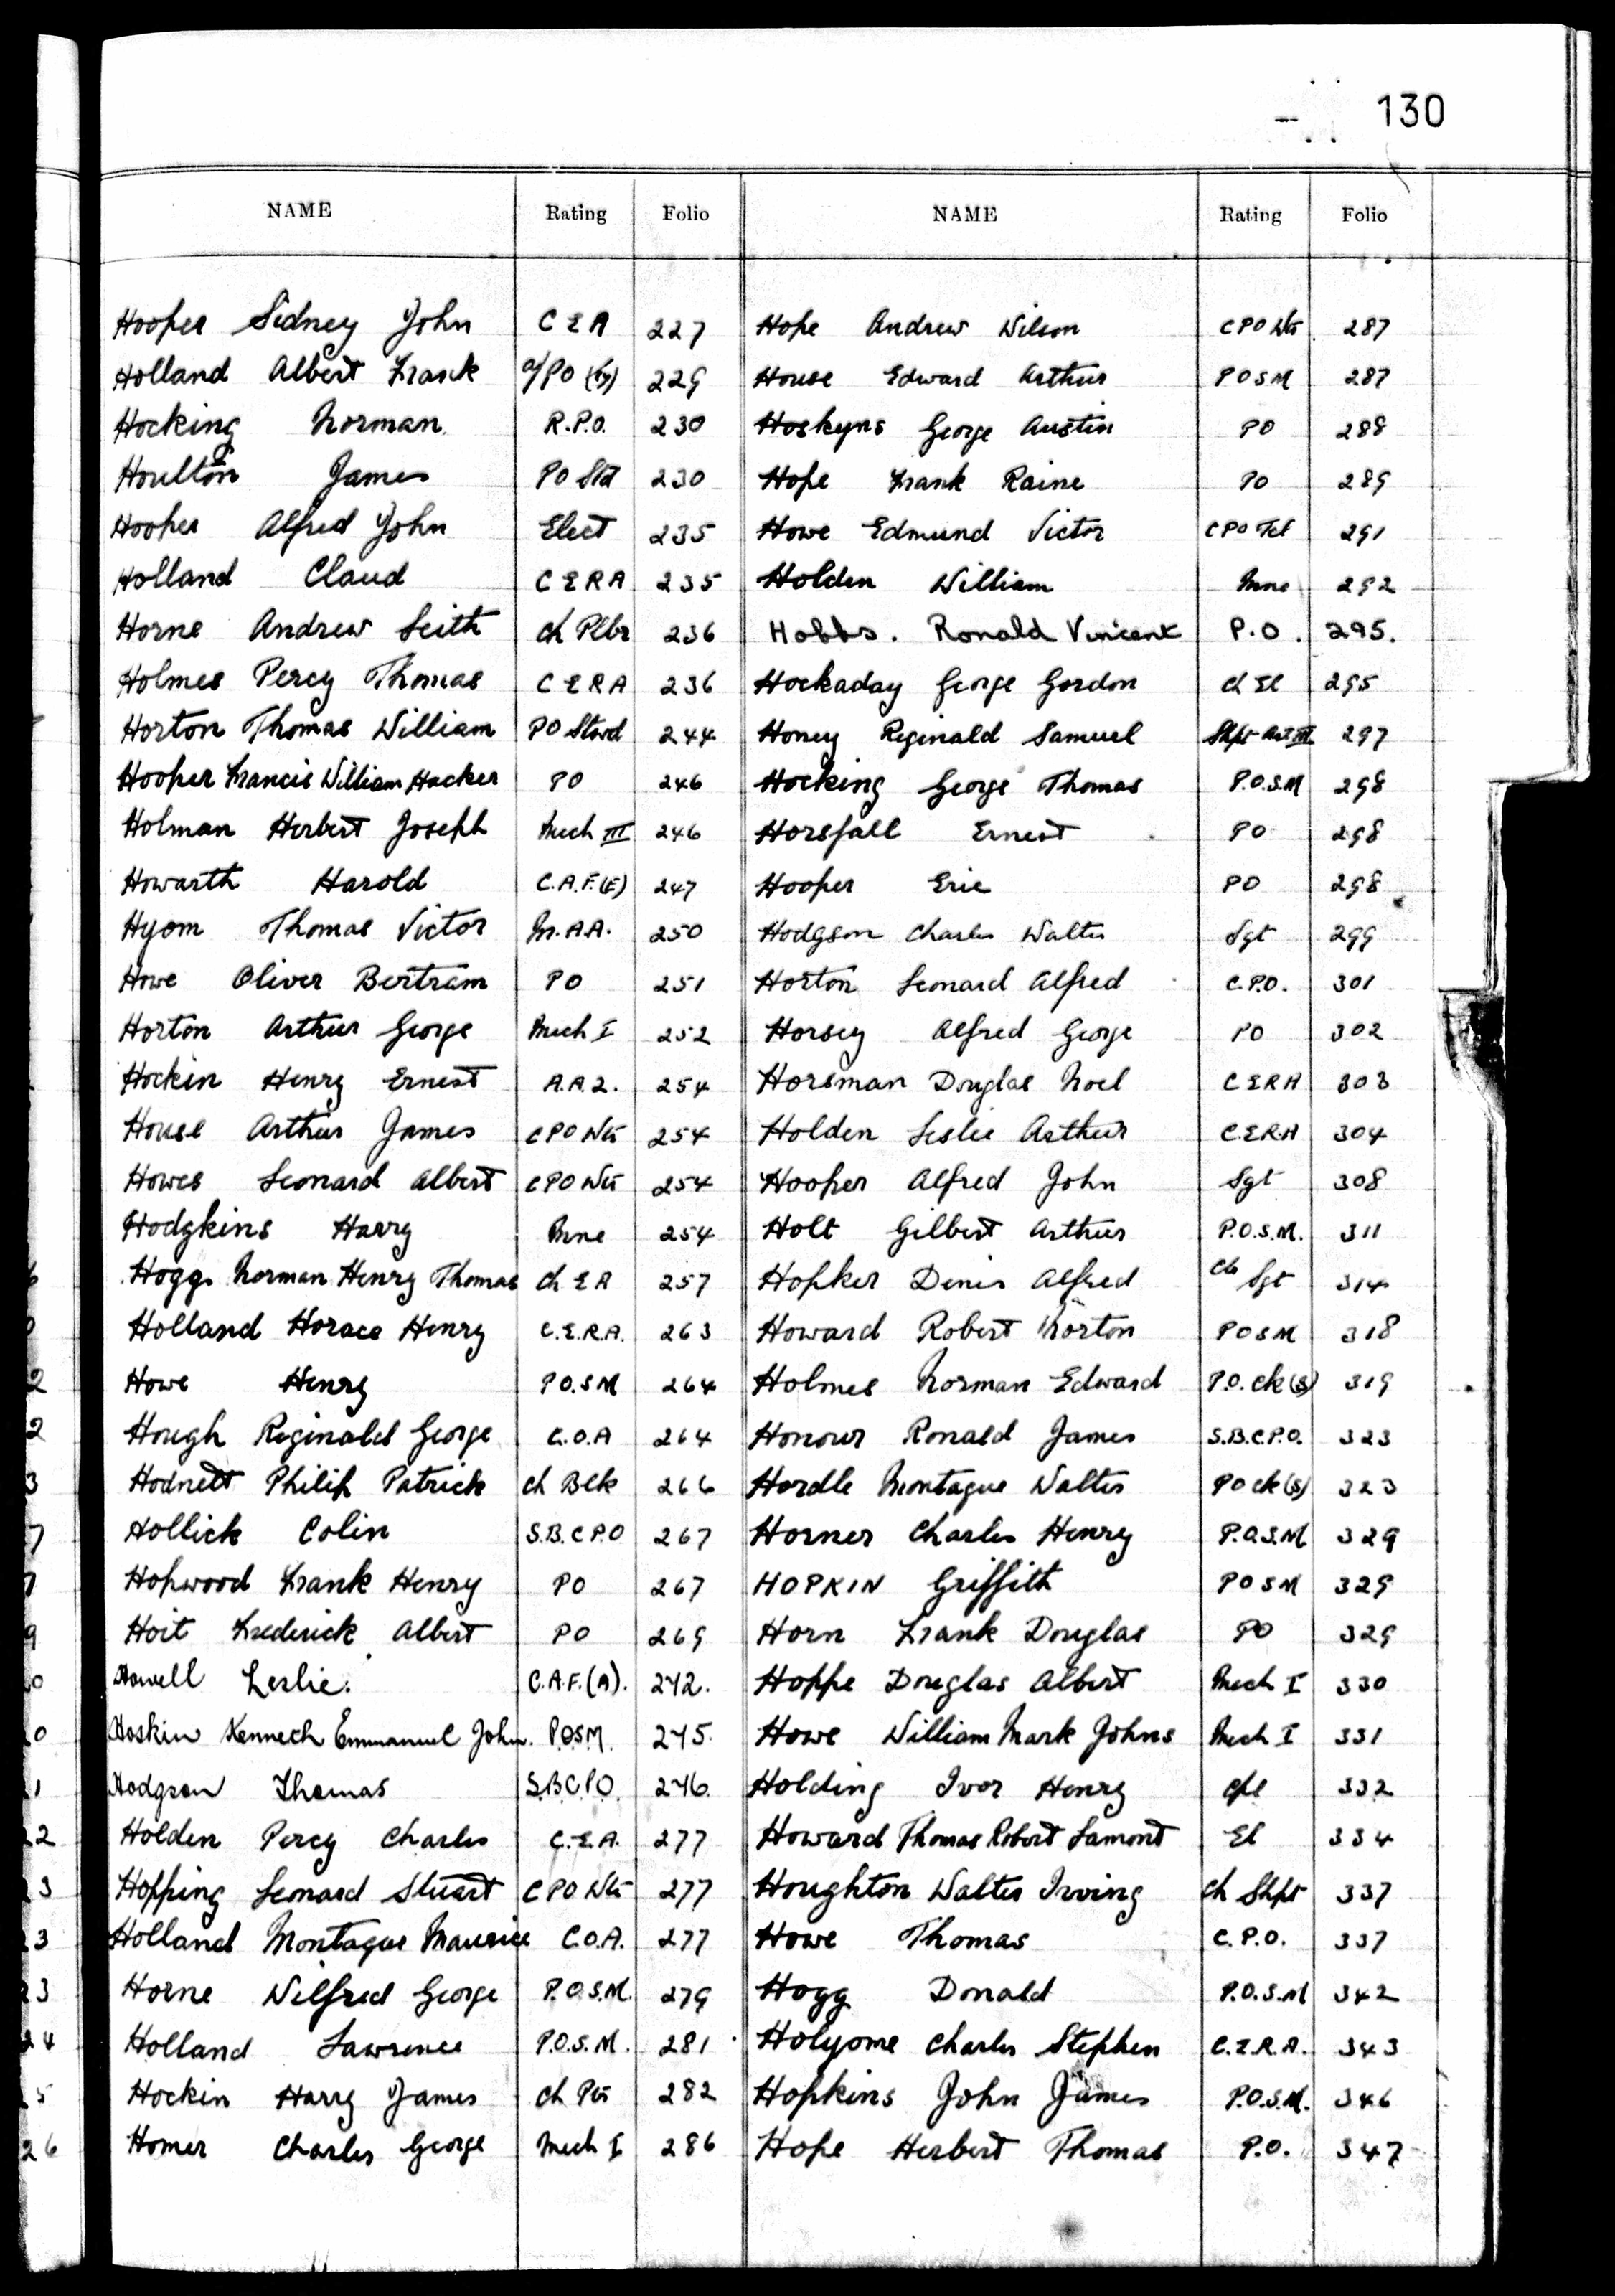 130
NAME Rating Folio
Hooper Sidney John C E A 227
Holland Albert Frank a/PO (ty) 229
Hocking Norman R.P.O. 230
Houlton James PO Std 230
Hooper Alfred John Elect 235
Holland Claud C E R A 235
Horne Andrew Leith Ch Plbr 236
Holmes Percy Thomas C E R A 236
Horton Thomas William PO Stwd 244
Hooper Francis William Hacker PO 246
Holman Herbert Joseph Mech III 246
Howarth Harold C.A.F.(E) 247
Hyom Thomas Victor M.A.A. 250
Howe Oliver Bertram PO 251
Horton Arthur George Mech I 252
Hockin Henry Ernest A.A.2. 254
House Arthur James CPO Wtr 254
Howes Leonard Albert CPO Wtr 254
Hodgkins Harry Mne 254
Hogg Norman Henry Thomas Ch E A 257
Holland Horace Henry C.E.R.A. 263
Howe Henry P.O.S M 264
Hough Reginald George C.O.A 264
Hodnett Philip Patrick Ch Blk 266
Hollick Colin S.B.C P.O 267
Hopwood Frank Henry PO 267
Hoit Frederick Albert PO 269
Howell Leslie. C.A.F.(A). 242.
Hoskin Kenneth Emmanuel John. P.O.S.M. 245.
Hodgson Thomas S.B.C.P.O. 246.
Holden Percy Charles C.E.A. 277
Hopping Leonard Stuart CPO Wtr 277
Holland Montague Maurice C.O.A. 277
Horne Wilfred George P.O.S.M. 279
Holland Lawrence P.O.S.M. 281
Hockin Harry James Ch Ptr 282
Homer Charles George Mech I 286
NAME Rating Folio
Hope Andrew Wilson CPO Wtr 287
House Edward Arthur POSM 287
Hoskyns George Austin PO 288
Hope Frank Raine PO 289
Howe Edmund Victor CPO Tel 291
Holden William Mne 292
Hobbs. Ronald Vincent P.O. 295.
Hockaday George Gordon Ch El 295
Honey Reginald Samuel Shpt Art III 297
Hocking George Thomas P.O.S.M 298
Horsfall Ernest PO 298
Hooper Eric PO 298
Hodgson Charles Walter Sgt 299
Horton Leonard Alfred C.P.O. 301
Horsey Alfred George PO 302
Horsman Douglas Noel C E R A 303
Holden Leslie Arthur C.E.R.A 304
Hooper Alfred John Sgt 308
Holt Gilbert Arthur P.O.S.M. 311
Hopker Denis Alfred Clr Sgt 314
Howard Robert Norton POSM 318
Holmes Norman Edward P.O. Ck (s) 319
Honour Ronald James S.B.C.P.O. 323
Hordle Montague Walter PO Ck (s) 323
Horner Charles Henry P.O.S.M 329
HOPKIN Griffith POSM 329
Horn Frank Douglas PO 329
Hoppe Douglas Albert Mech I 330
Howe William Mark Johns Mech I 331
Holding Ivor Henry Cpl 332
Howard Thomas Robert Lamont El 334
Houghton Walter Irving Ch Shpt 337
Howe Thomas C.P.O. 337
Hogg Donald P.O.S.M 342
Holyome Charles Stephen C.E.R.A. 343
Hopkins John James P.O.S.M. 346
Hope Herbert Thomas P.O. 347